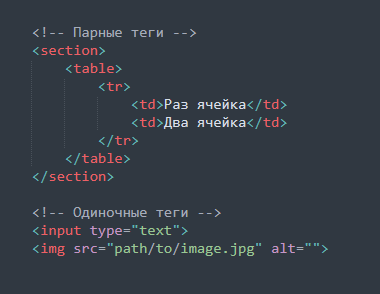 <!-- Парные теги -->
<section>
<table>
<tr>
<td>Раз ячейка</td>
<td>Два ячейка</td>
</tr>
</table>
</section>
<!-- Одиночные теги -->
<input type="text">
<img src="path/to/image.jpg" alt="">